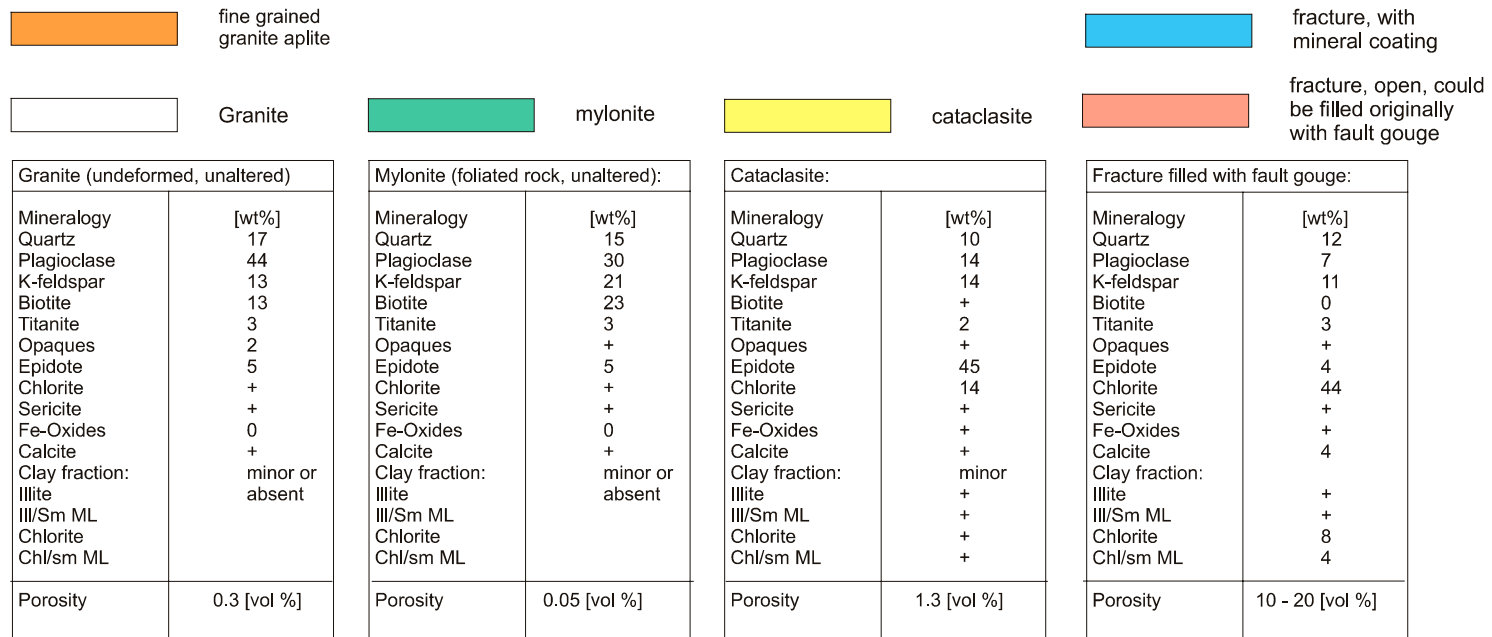 fine grained
granite aplite
fracture, with
mineral coating
Granite
mylonite
cataclasite
fracture, open, could
be filled originally
with fault gouge
Granite (undeformed, unaltered)
Mineralogy [wt%]
Quartz 17
Plagioclase 44
K-feldspar 13
Biotite 13
Titanite 3
Opaques 2
Epidote 5
Chlorite +
Sericite +
Fe-Oxides 0
Calcite +
Clay fraction: minor or
Illite absent
Ill/Sm ML
Chlorite
Chl/sm ML
Porosity 0.3 [vol %]
Mylonite (foliated rock, unaltered):
Mineralogy [wt%]
Quartz 15
Plagioclase 30
K-feldspar 21
Biotite 23
Titanite 3
Opaques +
Epidote 5
Chlorite +
Sericite +
Fe-Oxides 0
Calcite +
Clay fraction: minor or
Illite absent
Ill/Sm ML
Chlorite
Chl/sm ML
Porosity 0.05 [vol %]
Cataclasite:
Mineralogy [wt%]
Quartz 10
Plagioclase 14
K-feldspar 14
Biotite +
Titanite 2
Opaques +
Epidote 45
Chlorite 14
Sericite +
Fe-Oxides +
Calcite +
Clay fraction: minor
Illite +
Ill/Sm ML +
Chlorite +
Chl/sm ML +
Porosity 1.3 [vol %]
Fracture filled with fault gouge:
Mineralogy [wt%]
Quartz 12
Plagioclase 7
K-feldspar 11
Biotite 0
Titanite 3
Opaques +
Epidote 4
Chlorite 44
Sericite +
Fe-Oxides +
Calcite 4
Clay fraction:
Illite +
Ill/Sm ML +
Chlorite 8
Chl/sm ML 4
Porosity 10 - 20 [vol %]